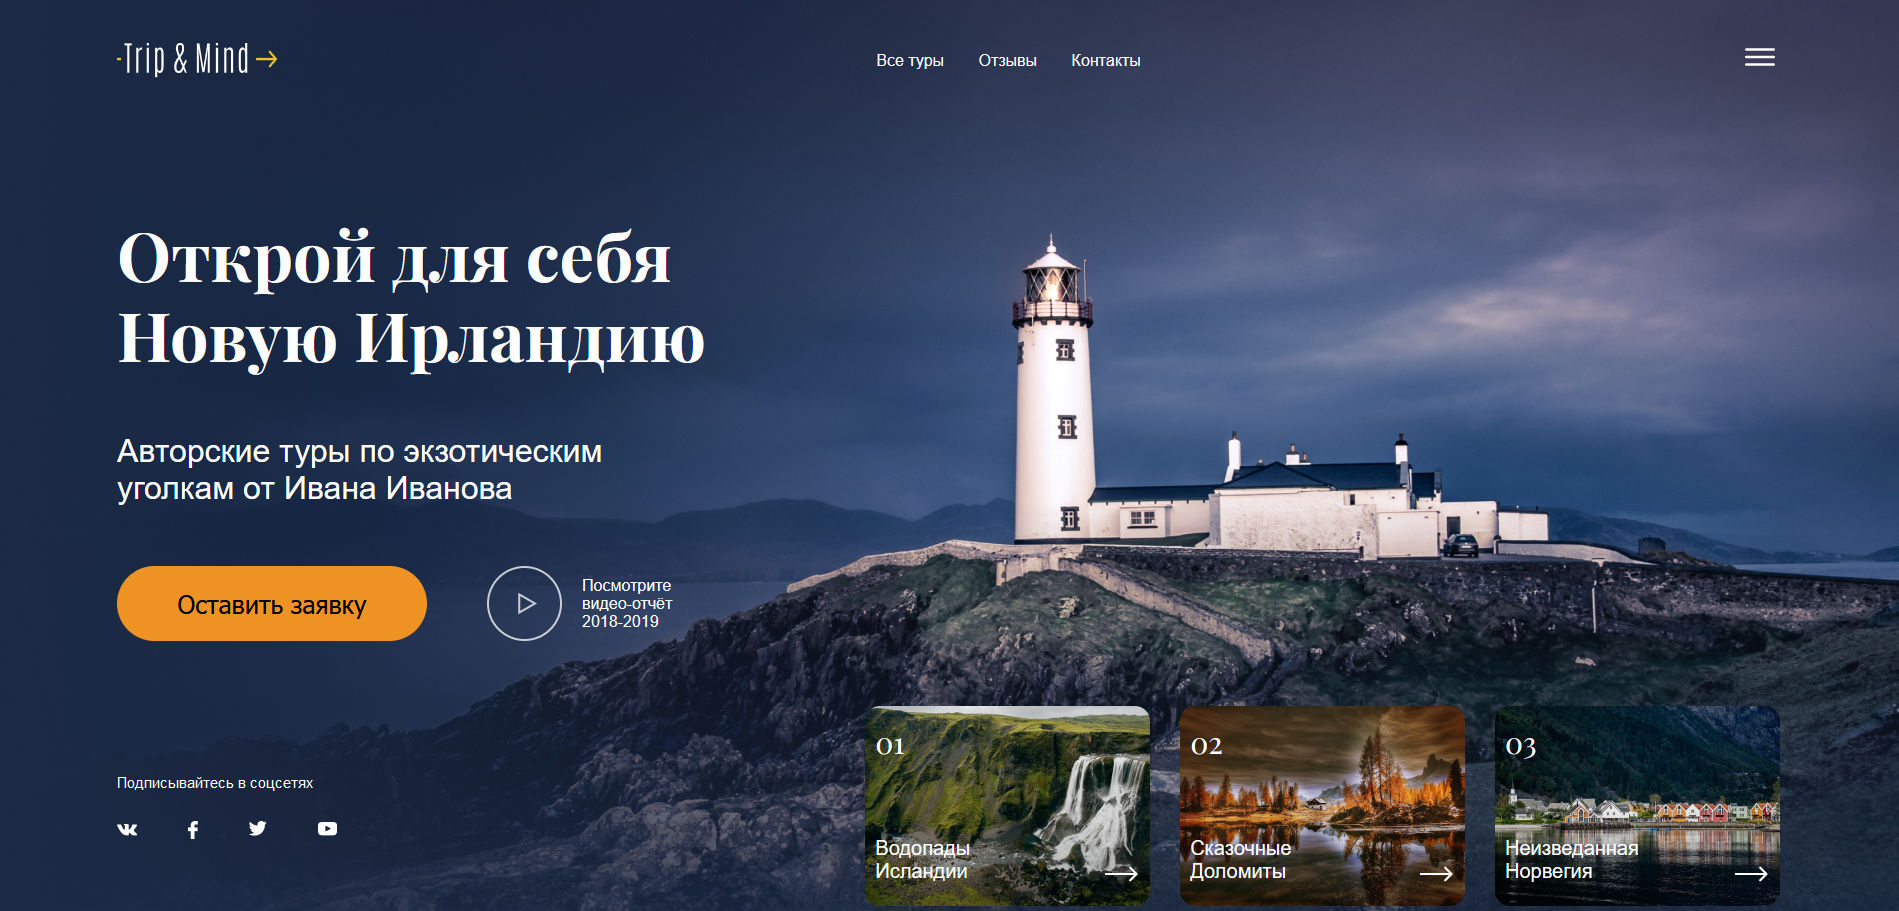 Trip & Mind
Все туры
Отзывы
Контакты
Открой для себя
Новую Ирландию
Авторские туры по экзотическим
уголкам от Ивана Иванова
Оставить заявку
Посмотрите
видео-отчёт
2018-2019
Подписывайтесь в соцсетях
01
Водопады
Исландии
02
Сказочные
Доломиты
03
Неизведанная
Норвегия